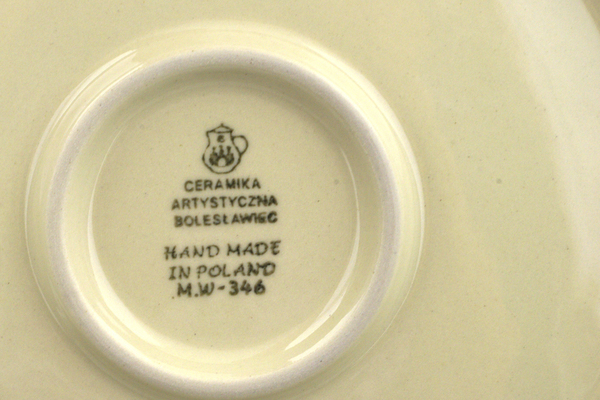 CERAMIKA
ARTYSTYCZNA
BOLESŁAWIEC
HAND MADE
IN POLAND
M.W-346